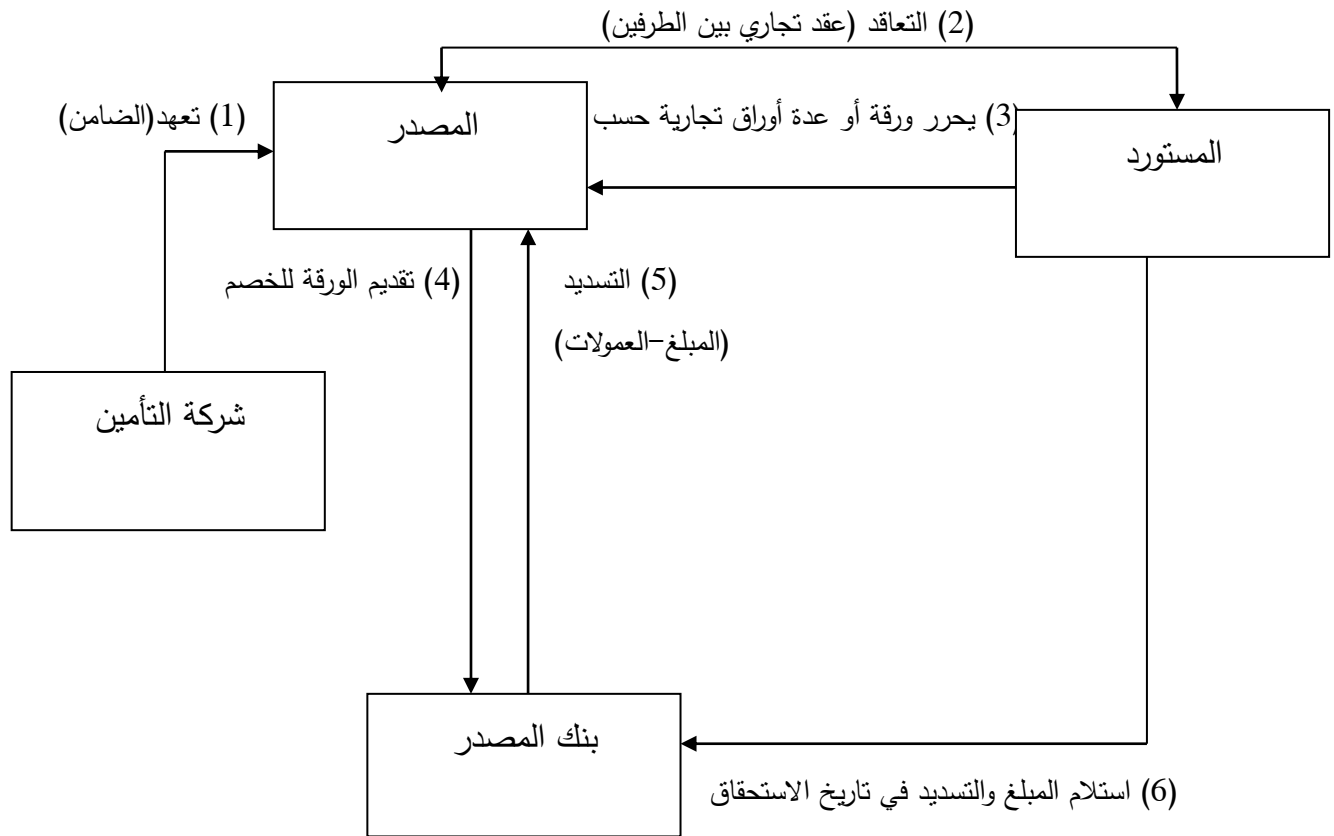 (2) التعاقد (عقد تجاري بين الطرفين)
(1) تعهد(الضامن)
المصدر
(3) يحرر ورقة أو عدة أوراق تجارية حسب
المستورد
(4) تقديم الورقة للخصم
(5) التسديد
(المبلغ-العمولات)
شركة التأمين
بنك المصدر
(6) استلام المبلغ والتسديد في تاريخ الاستحقاق